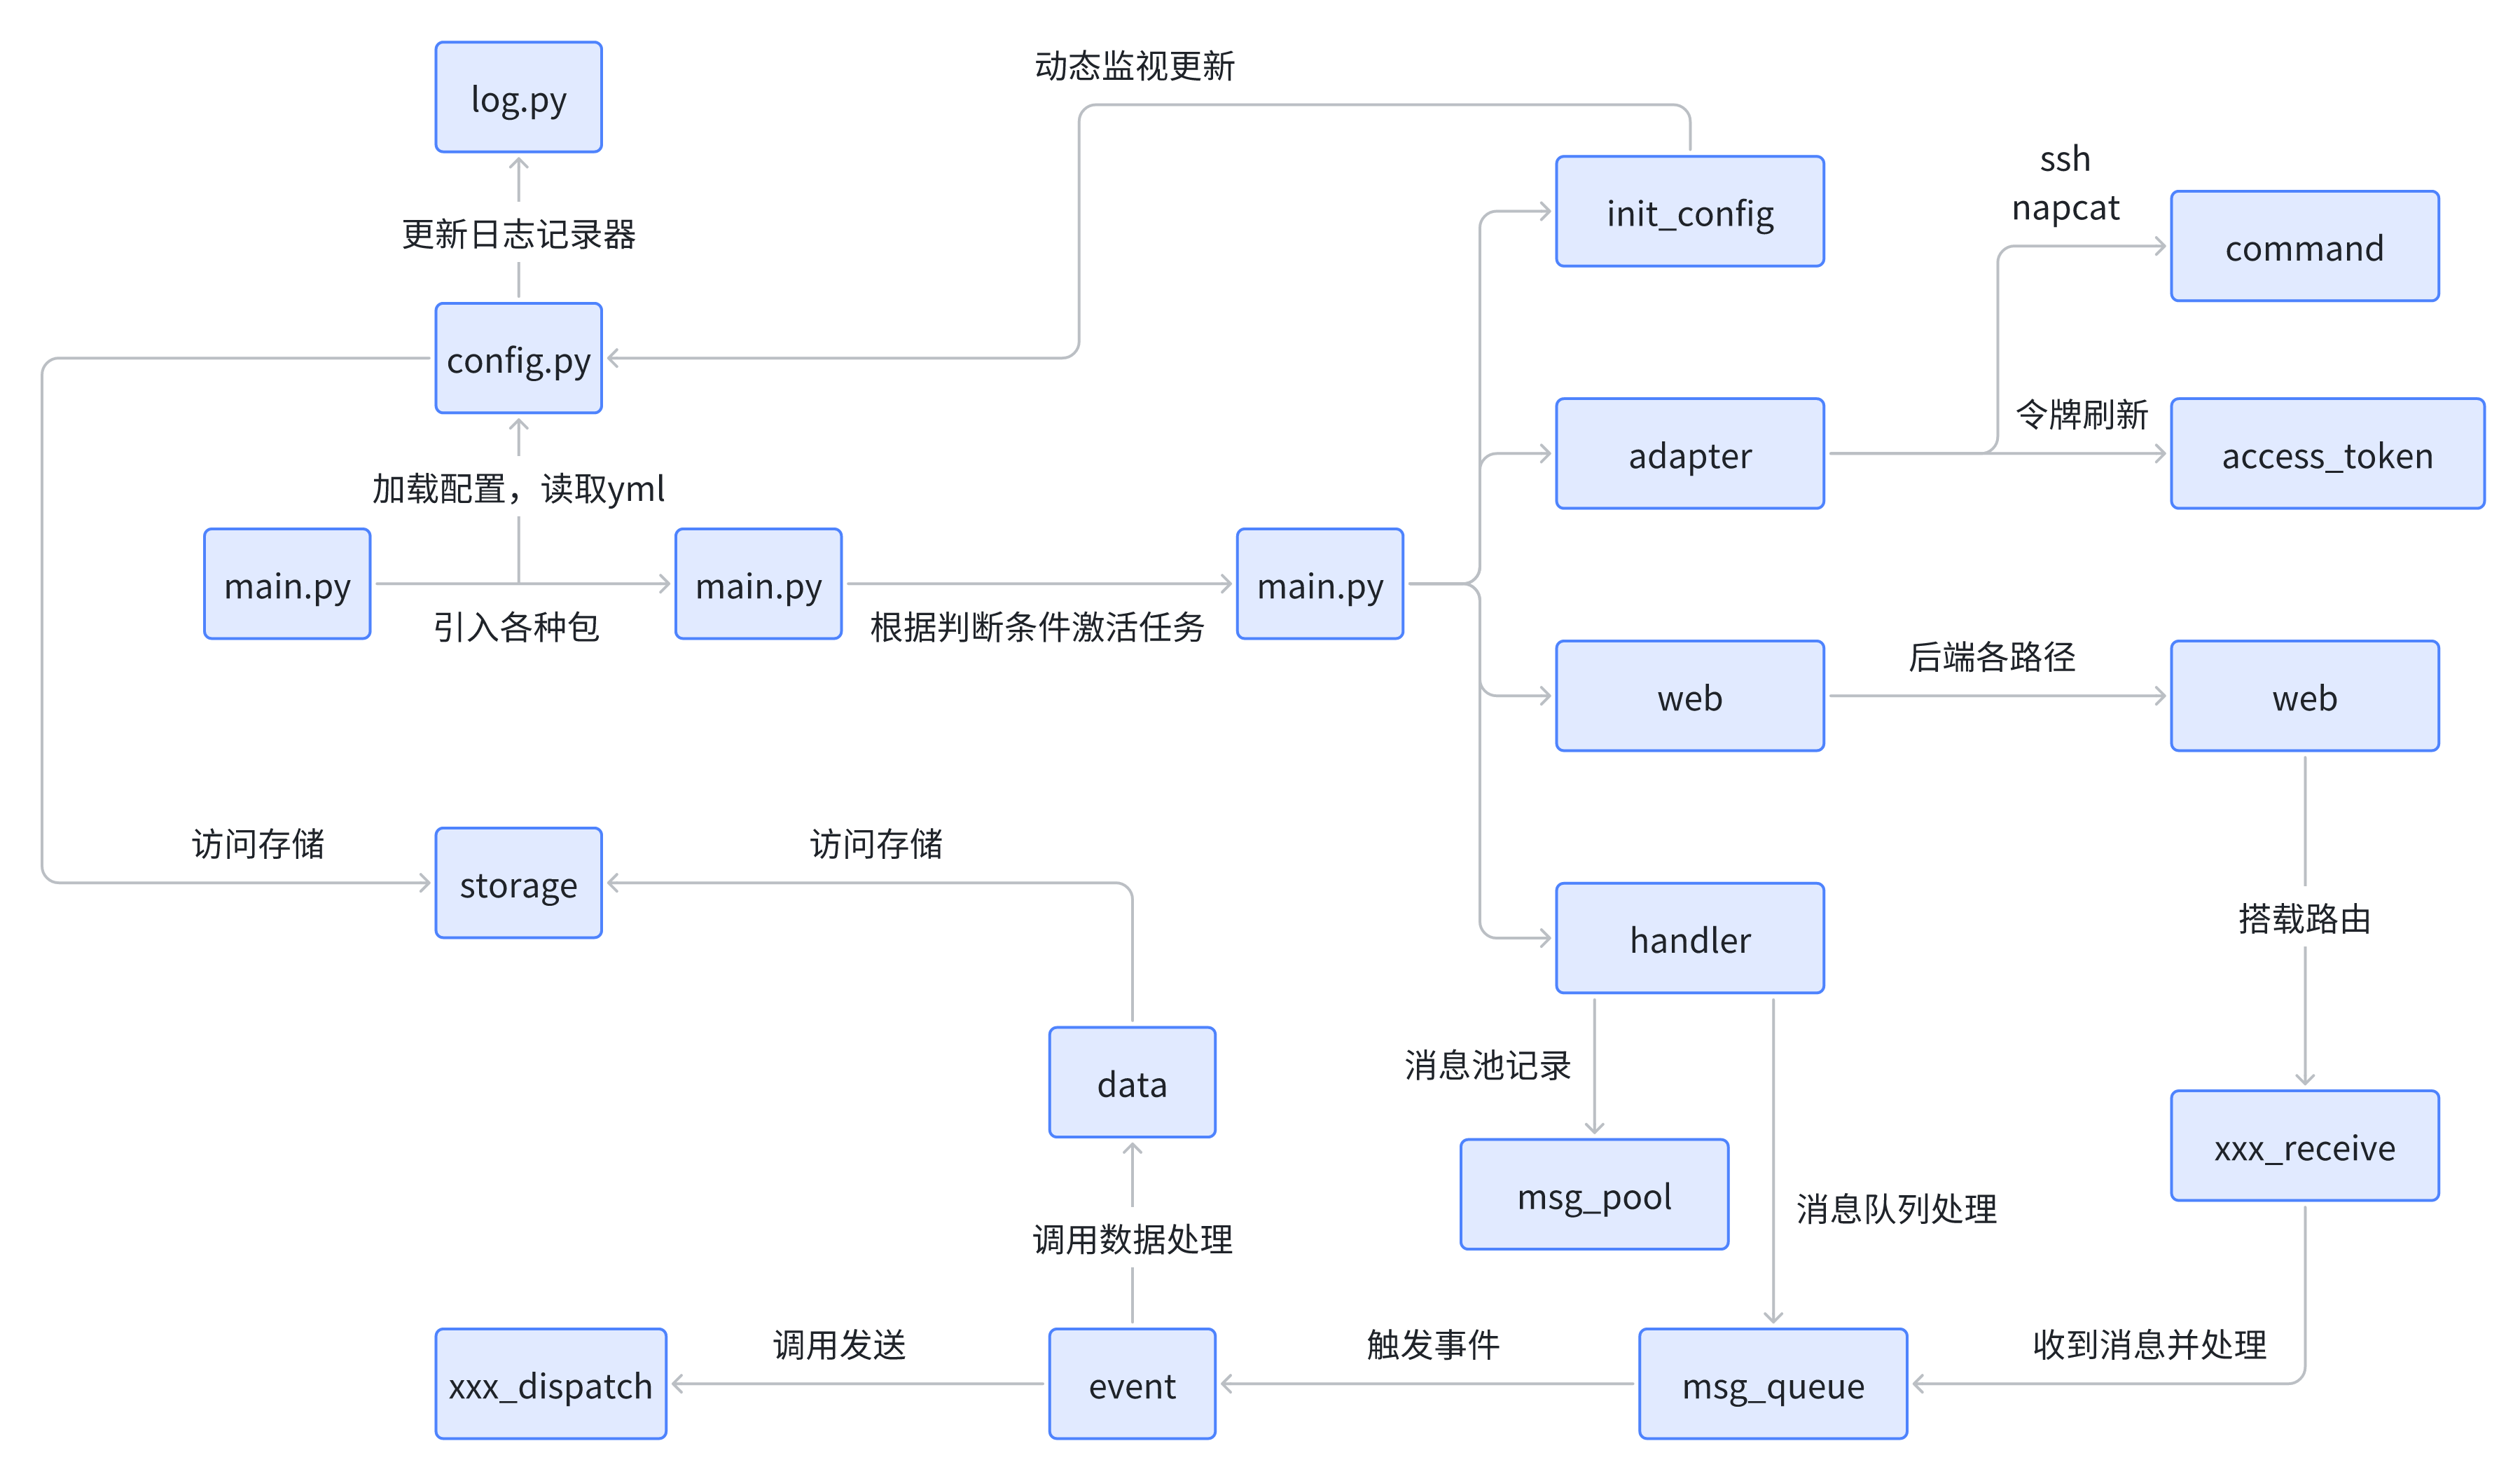 log.py
动态监视更新
ssh
napcat
init_config
command
更新日志记录器
config.py
adapter
令牌刷新
access_token
加载配置，读取yml
main.py
main.py
main.py
引入各种包
根据判断条件激活任务
web
后端各路径
web
访问存储
storage
访问存储
handler
搭载路由
data
消息池记录
msg_pool
xxx_receive
消息队列处理
调用数据处理
xxx_dispatch
调用发送
event
触发事件
msg_queue
收到消息并处理